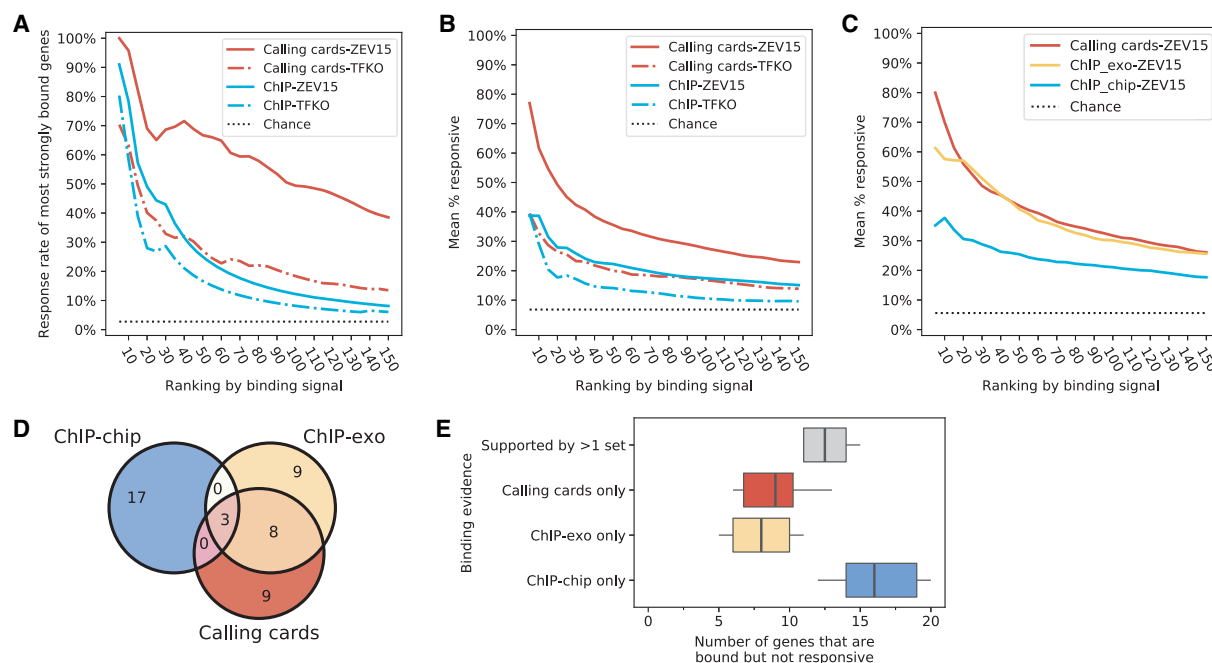 A
100%
90%
80%
70%
60%
50%
40%
30%
20%
10%
0%
Response rate of most strongly bound genes
Calling cards-ZEV15
Calling cards-TFKO
ChIP-ZEV15
ChIP-TFKO
Chance
10
20
30
40
50
60
70
80
90
100
110
120
130
140
150
Ranking by binding signal
B
100%
90%
80%
70%
60%
50%
40%
30%
20%
10%
0%
Mean % responsive
Calling cards-ZEV15
Calling cards-TFKO
ChIP-ZEV15
ChIP-TFKO
Chance
10
20
30
40
50
60
70
80
90
100
110
120
130
140
150
Ranking by binding signal
C
100%
90%
80%
70%
60%
50%
40%
30%
20%
10%
0%
Mean % responsive
Calling cards-ZEV15
ChIP_exo-ZEV15
ChIP_chip-ZEV15
Chance
10
20
30
40
50
60
70
80
90
100
110
120
130
140
150
Ranking by binding signal
D
ChIP-chip
ChIP-exo
17
0
9
3
0
8
9
Calling cards
E
Binding evidence
Supported by >1 set
Calling cards only
ChIP-exo only
ChIP-chip only
0
5
10
15
20
Number of genes that are
bound but not responsive